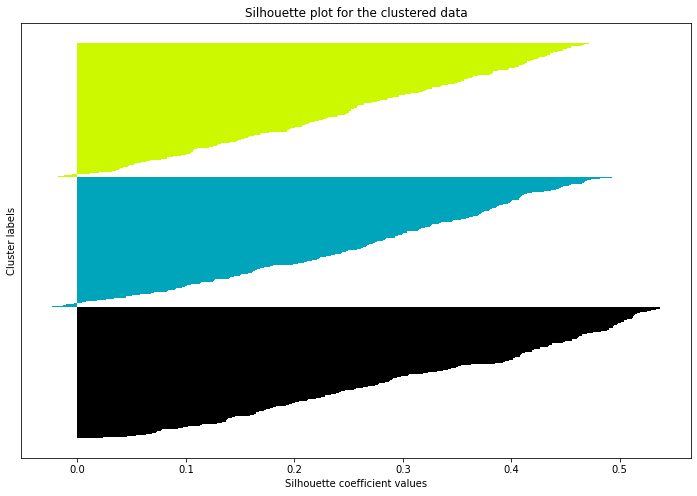 Silhouette plot for the clustered data
Cluster labels
0.0 0.1 0.2 0.3 0.4 0.5
Silhouette coefficient values